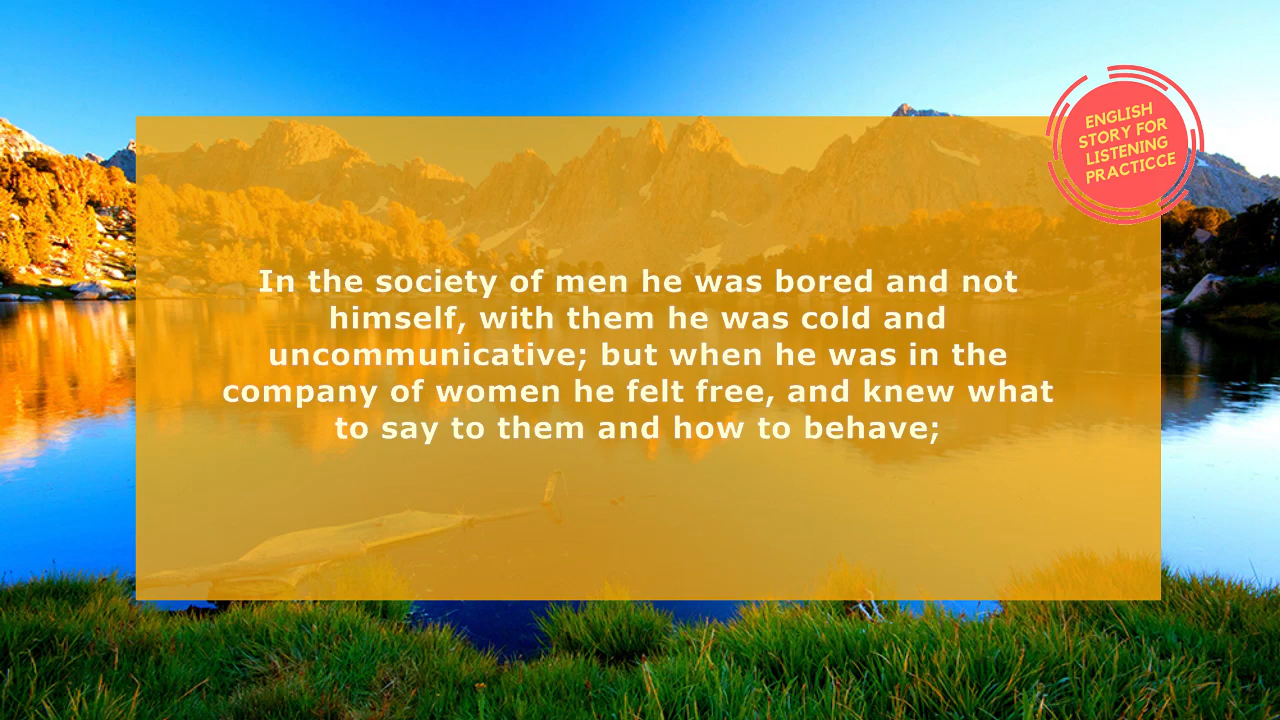 ENGLISH
STORY FOR
LISTENING
PRACTICCE
In the society of men he was bored and not
himself, with them he was cold and
uncommunicative; but when he was in the
company of women he felt free, and knew what
to say to them and how to behave;